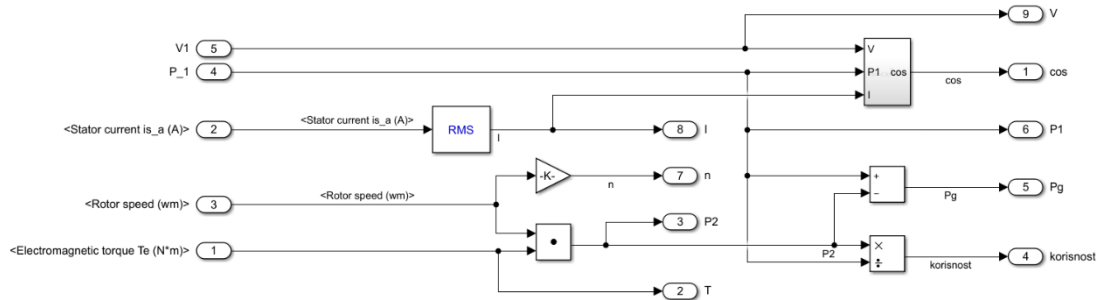 9 V
V1 5
V
P_1 4
P1 cos
cos
1 cos
I
<Stator current is_a (A)> 2
<Stator current is_a (A)>
RMS
I
8 I
6 P1
-K-
n
7 n
+
−
Pg
5 Pg
<Rotor speed (wm)> 3
<Rotor speed (wm)>
3 P2
<Electromagnetic torque Te (N*m)> 1
P2
×
÷
korisnost
4 korisnost
2 T